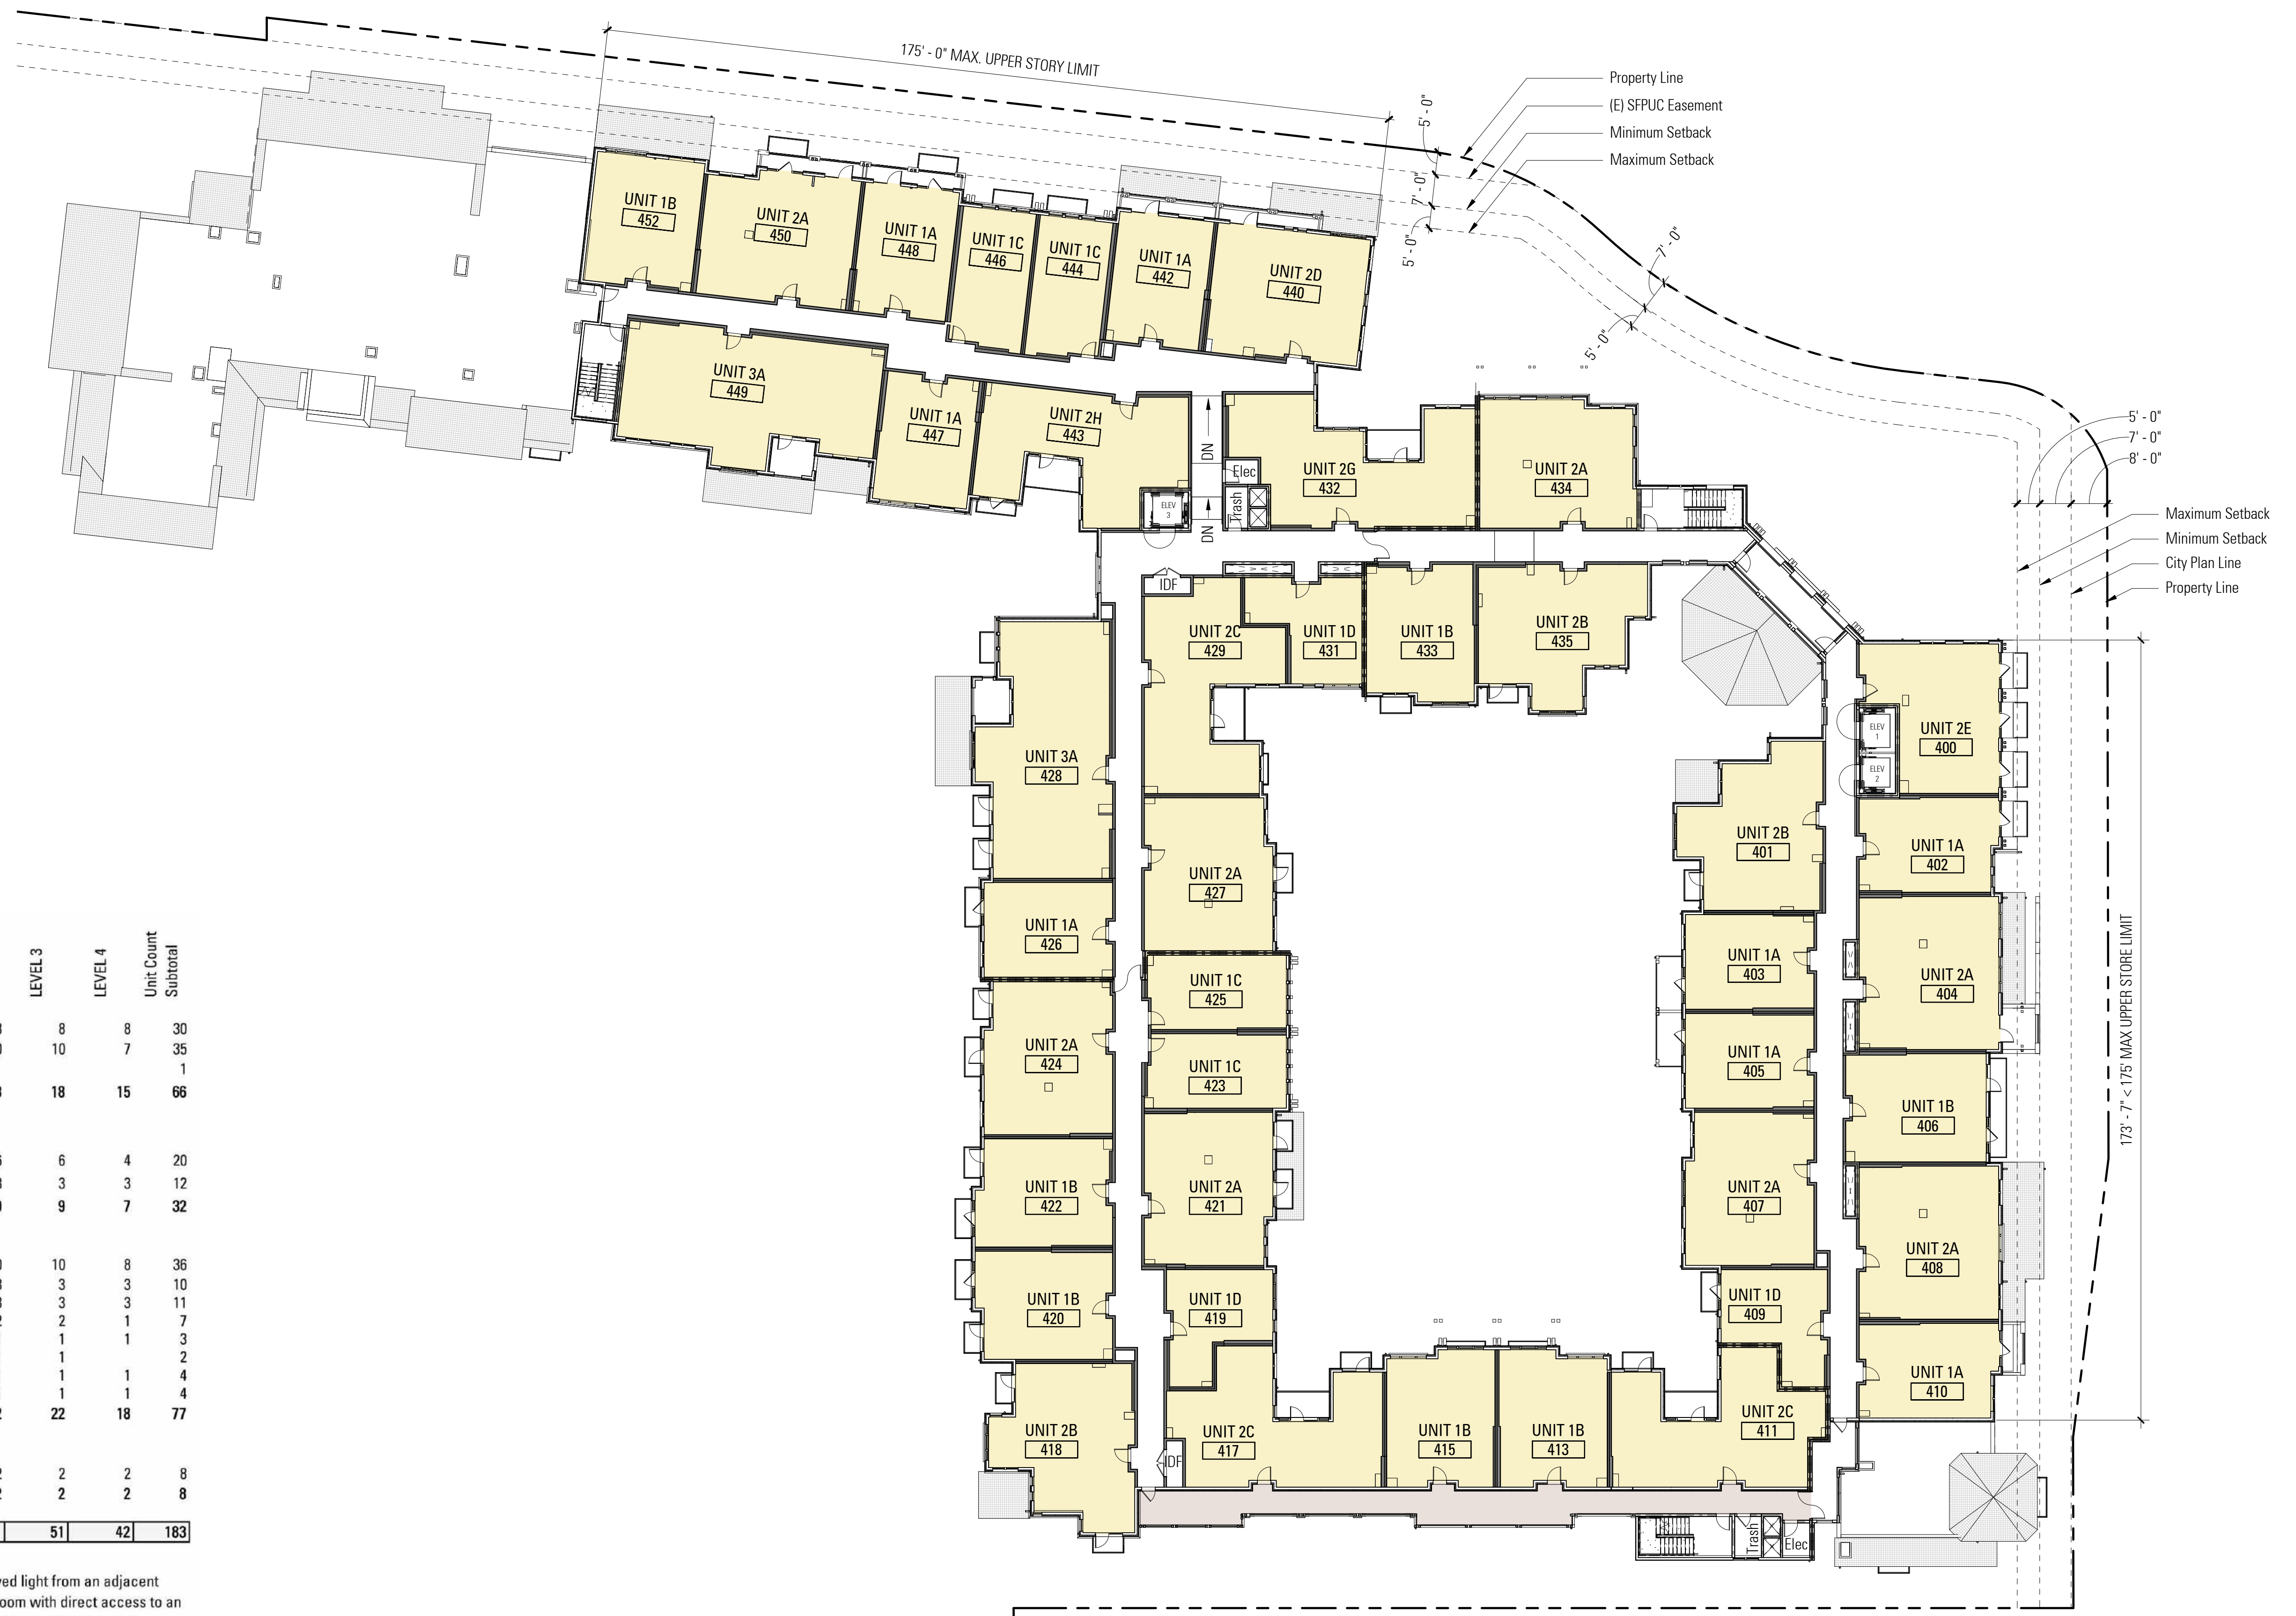 175' - 0" MAX. UPPER STORY LIMIT
5' - 0"
7' - 0"
5' - 0"
Property Line
(E) SFPUC Easement
Minimum Setback
Maximum Setback
7' - 0"
5' - 0"
5' - 0"
7' - 0"
8' - 0"
Maximum Setback
Minimum Setback
City Plan Line
Property Line
173' - 7" < 175' MAX UPPER STORE LIMIT
UNIT 1B
452
UNIT 2A
450
UNIT 1A
448
UNIT 1C
446
UNIT 1C
444
UNIT 1A
442
UNIT 2D
440
UNIT 3A
449
UNIT 1A
447
UNIT 2H
443
ELEV
3
DN
DN
Elec
Trash
UNIT 2G
432
UNIT 2A
434
IDF
UNIT 2C
429
UNIT 1D
431
UNIT 1B
433
UNIT 2B
435
UNIT 3A
428
UNIT 2A
427
UNIT 1A
426
UNIT 1C
425
UNIT 2A
424
UNIT 1C
423
UNIT 1B
422
UNIT 2A
421
UNIT 1B
420
UNIT 1D
419
UNIT 2B
418
IDF
UNIT 2C
417
UNIT 1B
415
UNIT 1B
413
UNIT 2C
411
UNIT 1D
409
UNIT 2A
407
UNIT 1A
405
UNIT 1A
403
UNIT 2B
401
ELEV
1
ELEV
2
UNIT 2E
400
UNIT 1A
402
UNIT 2A
404
UNIT 1B
406
UNIT 2A
408
UNIT 1A
410
Trash
Elec
LEVEL 3
LEVEL 4
Unit Count
Subtotal
8 8 30
10 7 35
1
18 15 66
6 4 20
3 3 12
9 7 32
10 8 36
3 3 10
3 3 11
2 1 7
1 1 3
1 2
1 1 4
1 1 4
22 18 77
2 2 8
2 2 8
51 42 183
light from an adjacent
with direct access to an